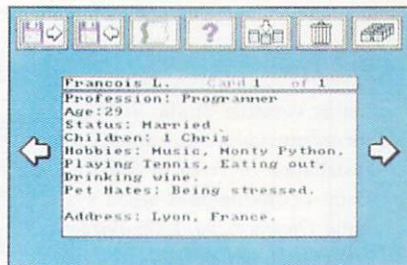 ?
Francois L. Card 1 of 1
Profession: Programmer
Age:29
Status: Married
Children: 1 Chris
Hobbies: Music, Monty Python,
Playing Tennis, Eating out,
Drinking wine.
Pet Hates: Being stressed.
Address: Lyon, France.